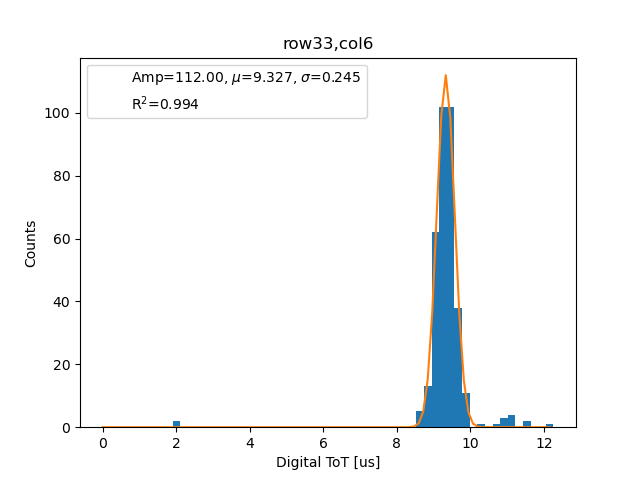 row33,col6
Amp=112.00, μ=9.327, σ=0.245
R²=0.994
100
80
60
40
20
0
Counts
0 2 4 6 8 10 12
Digital ToT [us]